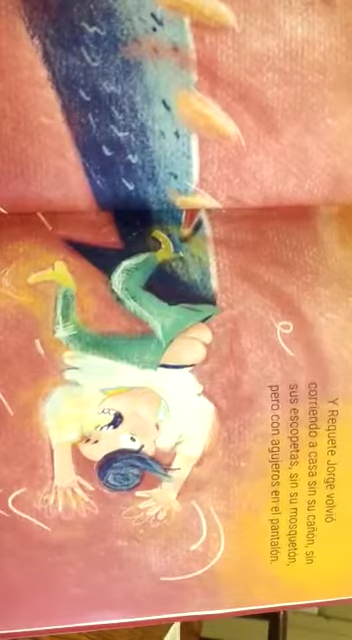 Y Requete Jorge volvió
corriendo a casa sin su cañón, sin
sus escopetas, sin su mosquetón,
pero con agujeros en el pantalón.